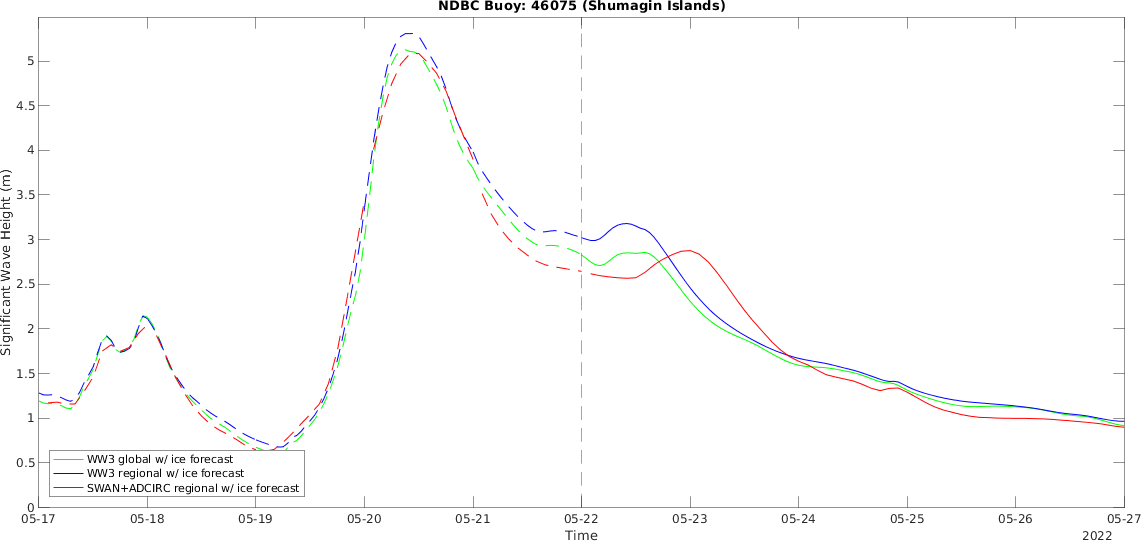 NDBC Buoy: 46075 (Shumagin Islands)
Significant Wave Height (m)
5
4.5
4
3.5
3
2.5
2
1.5
1
0.5
0
WW3 global w/ ice forecast
WW3 regional w/ ice forecast
SWAN+ADCIRC regional w/ ice forecast
05-17 05-18 05-19 05-20 05-21 05-22 05-23 05-24 05-25 05-26 05-27
Time
2022